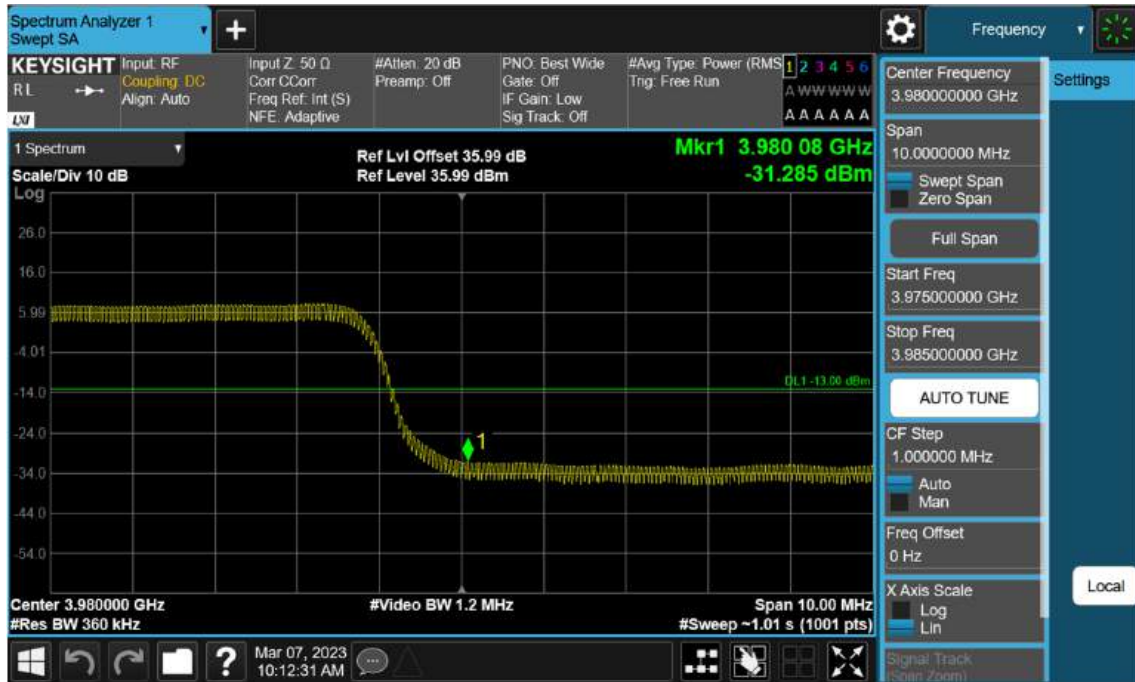 Spectrum Analyzer 1
Swept SA
Frequency
KEYSIGHT
RL
LXI
Input: RF
Coupling: DC
Align: Auto
Input Z: 50 Ω
Corr CCorr
Freq Ref: Int (S)
NFE: Adaptive
#Atten: 20 dB
Preamp: Off
PNO: Best Wide
Gate: Off
IF Gain: Low
Sig Track: Off
#Avg Type: Power (RMS
Trig: Free Run
1 2 3 4 5 6
A W W W W W
A A A A A A
1 Spectrum
Scale/Div 10 dB
Ref Lvl Offset 35.99 dB
Ref Level 35.99 dBm
Mkr1 3.980 08 GHz
-31.285 dBm
Log
26.0
16.0
5.99
-4.01
-14.0
-24.0
-34.0
-44.0
-54.0
DL1 -13.00 dBm
1
Center 3.980000 GHz
#Res BW 360 kHz
#Video BW 1.2 MHz
Span 10.00 MHz
#Sweep ~1.01 s (1001 pts)
Center Frequency
3.980000000 GHz
Span
10.0000000 MHz
Swept Span
Zero Span
Full Span
Start Freq
3.975000000 GHz
Stop Freq
3.985000000 GHz
AUTO TUNE
CF Step
1.000000 MHz
Auto
Man
Freq Offset
0 Hz
X Axis Scale
Log
Lin
Signal Track
(Span Zoom)
Settings
Local
?
Mar 07, 2023
10:12:31 AM